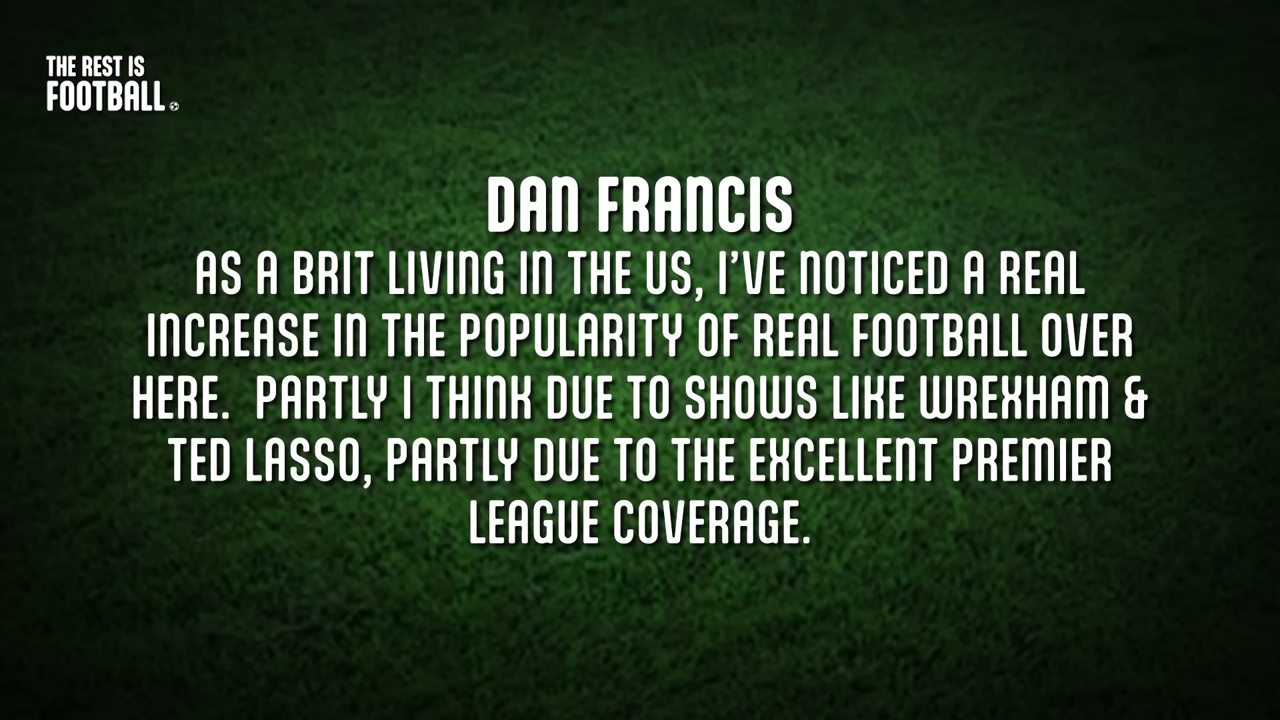 THE REST IS
FOOTBALL
DAN FRANCIS
AS A BRIT LIVING IN THE US, I'VE NOTICED A REAL
INCREASE IN THE POPULARITY OF REAL FOOTBALL OVER
HERE.  PARTLY I THINK DUE TO SHOWS LIKE WREXHAM &
TED LASSO, PARTLY DUE TO THE EXCELLENT PREMIER
LEAGUE COVERAGE.